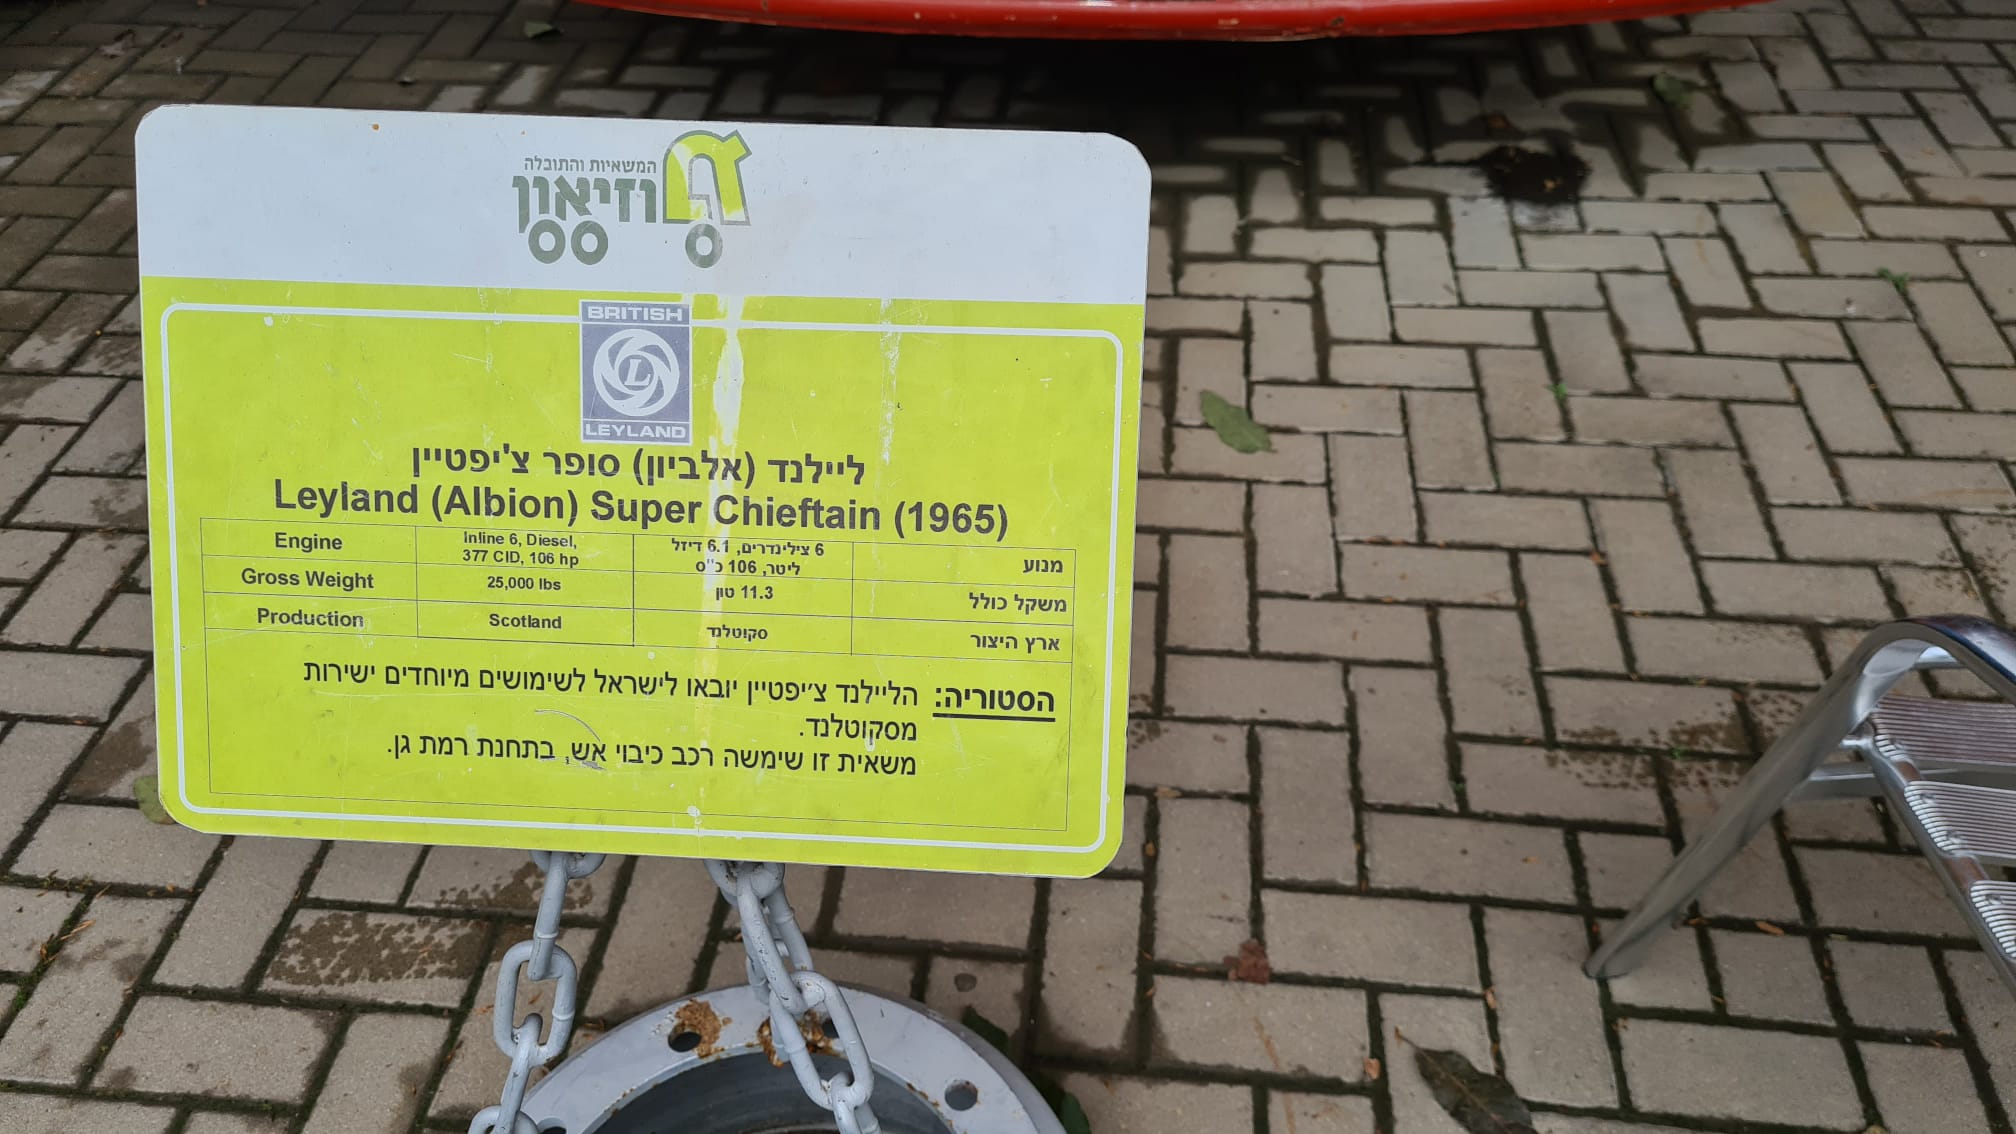 המשאיות והתובלה
מוזיאון
BRITISH
L
LEYLAND
ליילנד (אלביון) סופר צ'יפטיין
Leyland (Albion) Super Chieftain (1965)
Engine
Inline 6, Diesel,
377 CID, 106 hp
6 צילינדרים, 6.1 דיזל
ליטר, 106 כ"ס
מנוע
Gross Weight
25,000 lbs
11.3 טון
משקל כולל
Production
Scotland
סקוטלנד
ארץ היצור
הסטוריה: הליילנד צ'יפטיין יובאו לישראל לשימושים מיוחדים ישירות
מסקוטלנד.
משאית זו שימשה רכב כיבוי אש, בתחנת רמת גן.